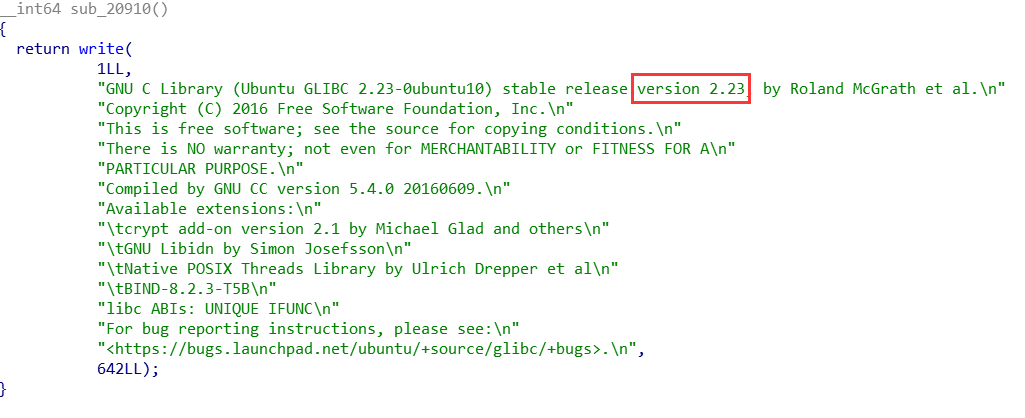 __int64 sub_20910()
{
  return write(
           1LL,
           "GNU C Library (Ubuntu GLIBC 2.23-0ubuntu10) stable release version 2.23, by Roland McGrath et al.\n"
           "Copyright (C) 2016 Free Software Foundation, Inc.\n"
           "This is free software; see the source for copying conditions.\n"
           "There is NO warranty; not even for MERCHANTABILITY or FITNESS FOR A\n"
           "PARTICULAR PURPOSE.\n"
           "Compiled by GNU CC version 5.4.0 20160609.\n"
           "Available extensions:\n"
           "\tcrypt add-on version 2.1 by Michael Glad and others\n"
           "\tGNU Libidn by Simon Josefsson\n"
           "\tNative POSIX Threads Library by Ulrich Drepper et al\n"
           "\tBIND-8.2.3-T5B\n"
           "libc ABIs: UNIQUE IFUNC\n"
           "For bug reporting instructions, please see:\n"
           "<https://bugs.launchpad.net/ubuntu/+source/glibc/+bugs>.\n",
           642LL);
}